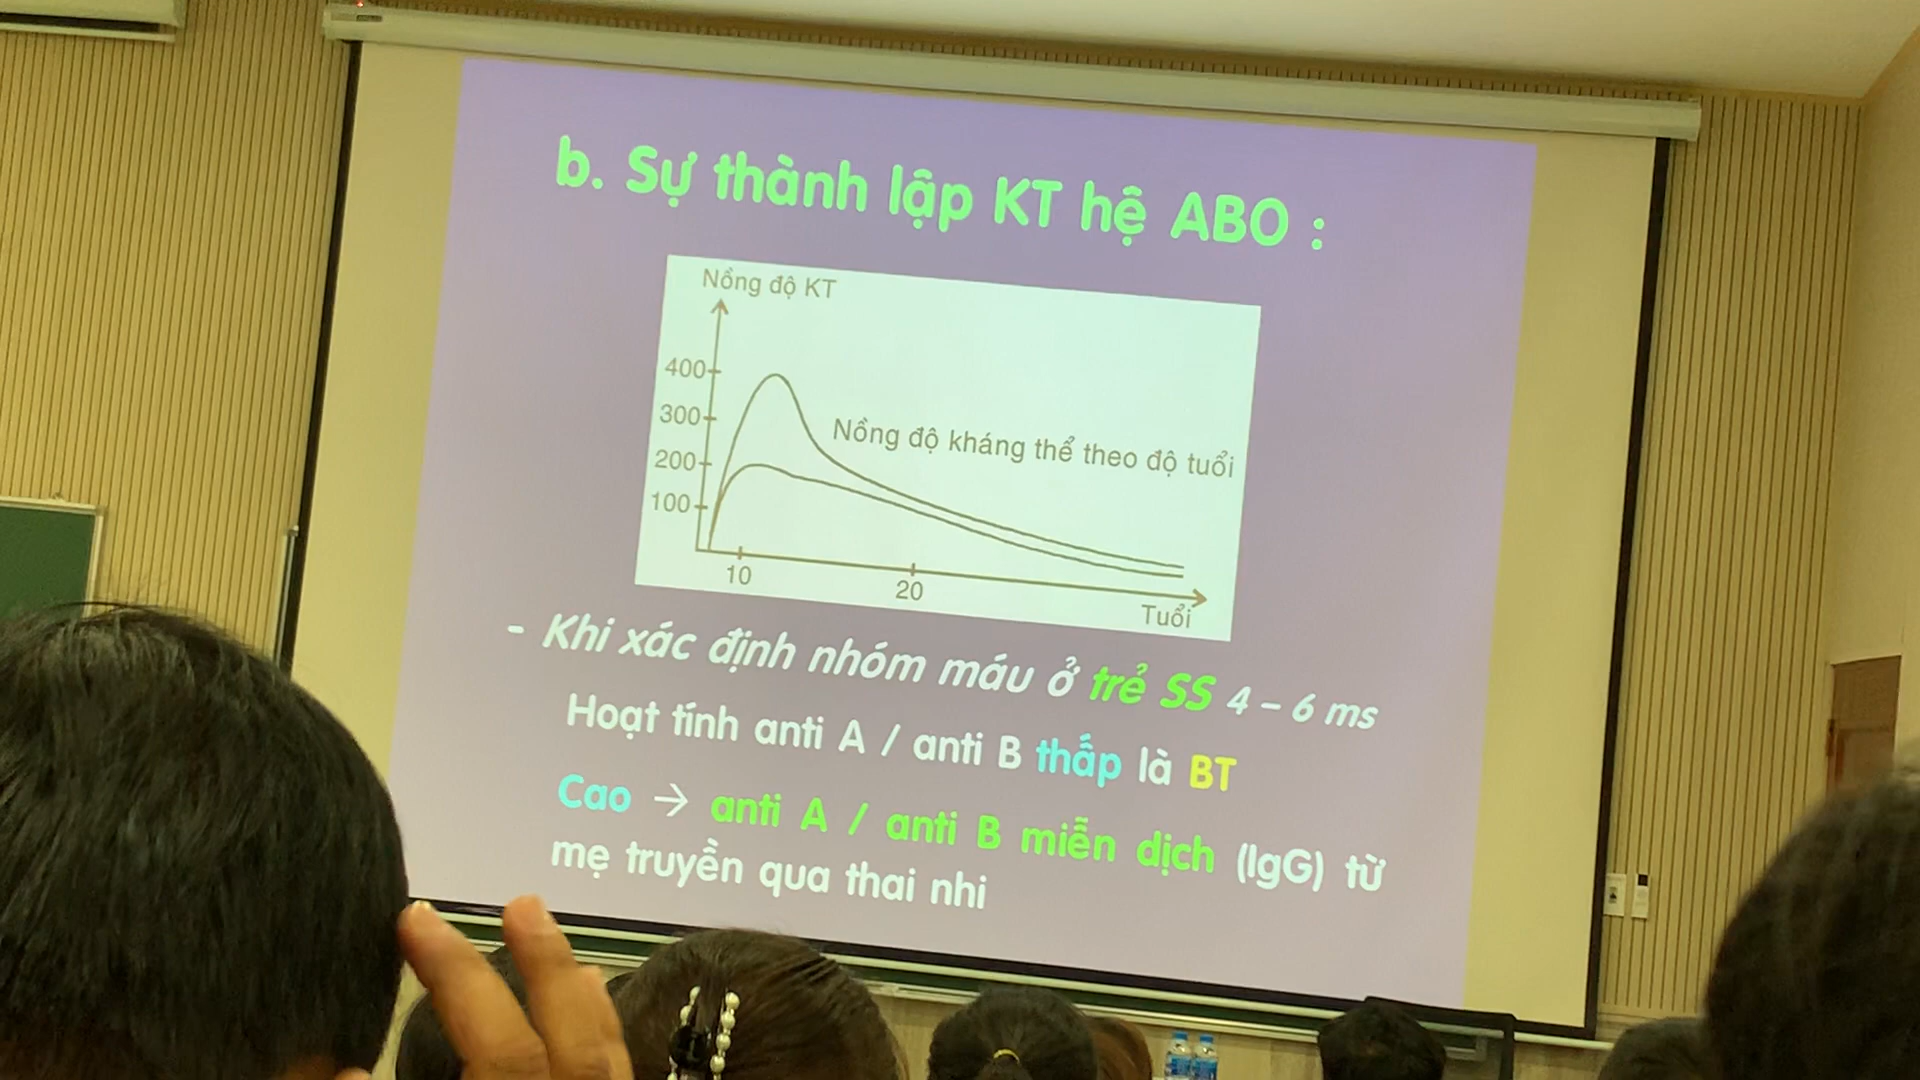 b. Sự thành lập KT hệ ABO :
Nồng độ KT
400
300
200
100
Nồng độ kháng thể theo độ tuổi
10
20
Tuổi
- Khi xác định nhóm máu ở trẻ SS 4 – 6 ms
Hoạt tính anti A / anti B thấp là BT
Cao → anti A / anti B miễn dịch (IgG) từ
mẹ truyền qua thai nhi